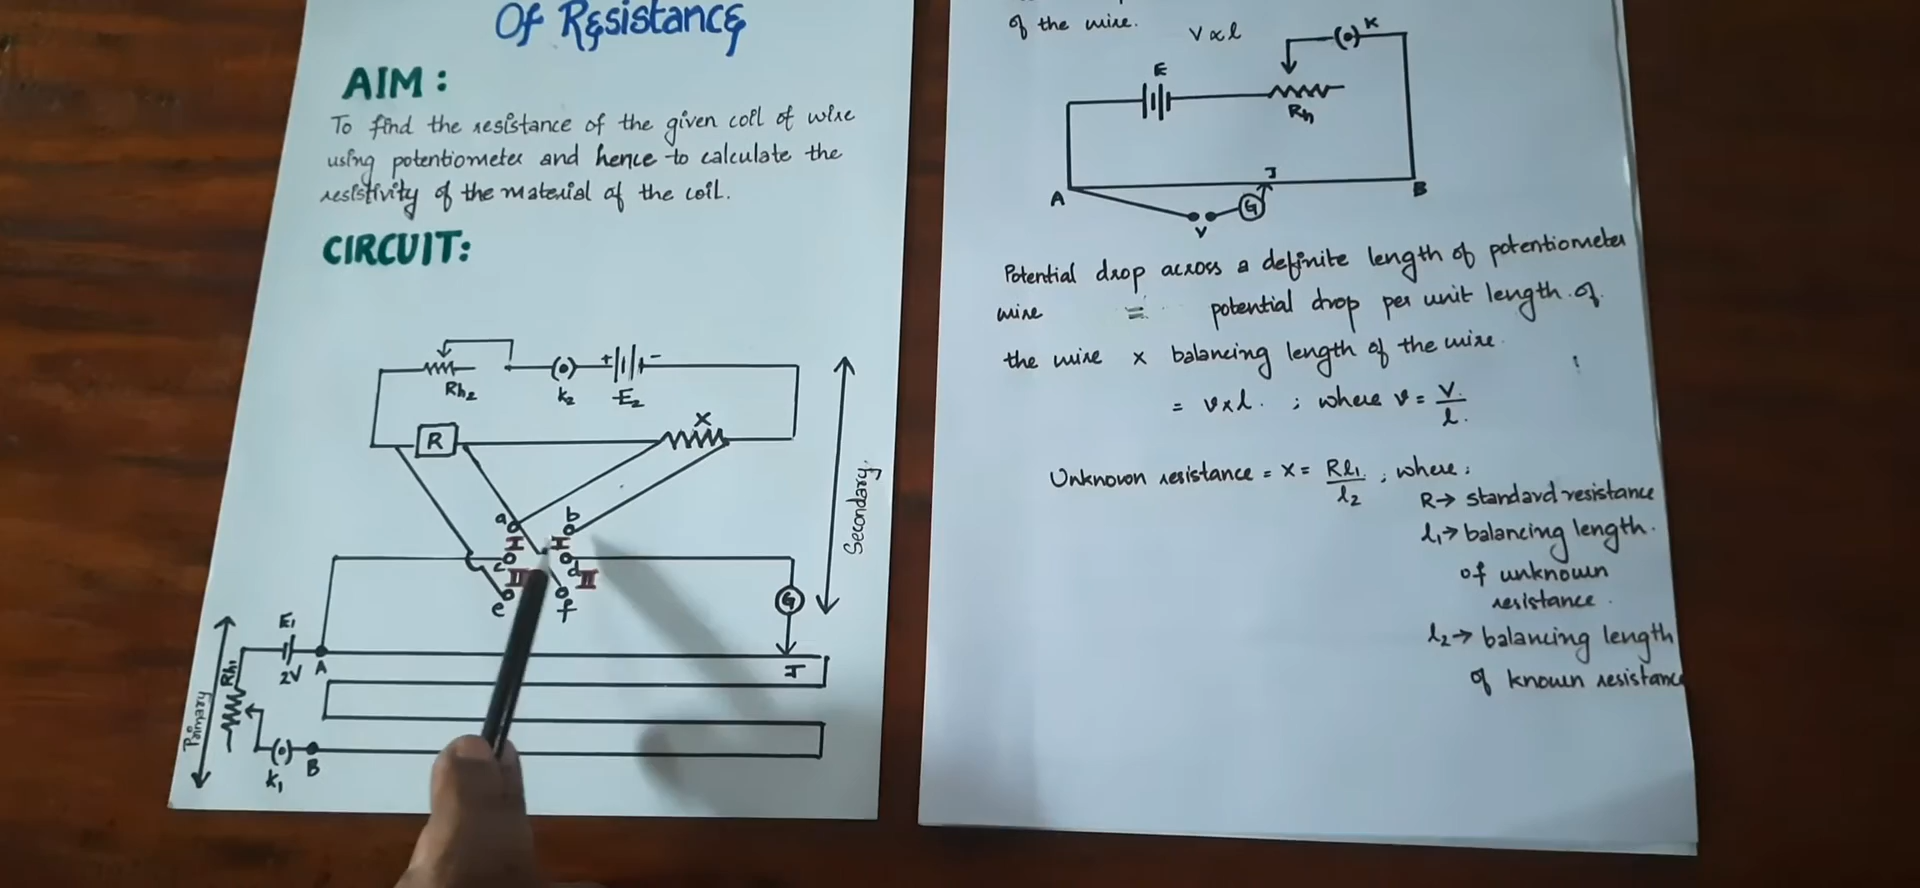 Of Resistance
AIM :
To find the resistance of the given coil of wire
using potentiometer and hence to calculate the
resistivity of the material of the coil.
CIRCUIT:
Rh2
K2
+ -
E2
R
X
a
b
I
I
c
d
II
II
e
f
G
J
Secondary
Primary
E1
2V
A
Rh1
K1
B
of the wire.
V ∝ l
K
E
Rh
J
A
B
G
V
Potential drop across a definite length of potentiometer
wire = potential drop per unit length of
the wire x balancing length of the wire.
= v x l. ; where v = V/l.
Unknown resistance = X = Rl1/l2 ; where;
R → standard resistance
l1 → balancing length
of unknown
resistance.
l2 → balancing length
of known resistance